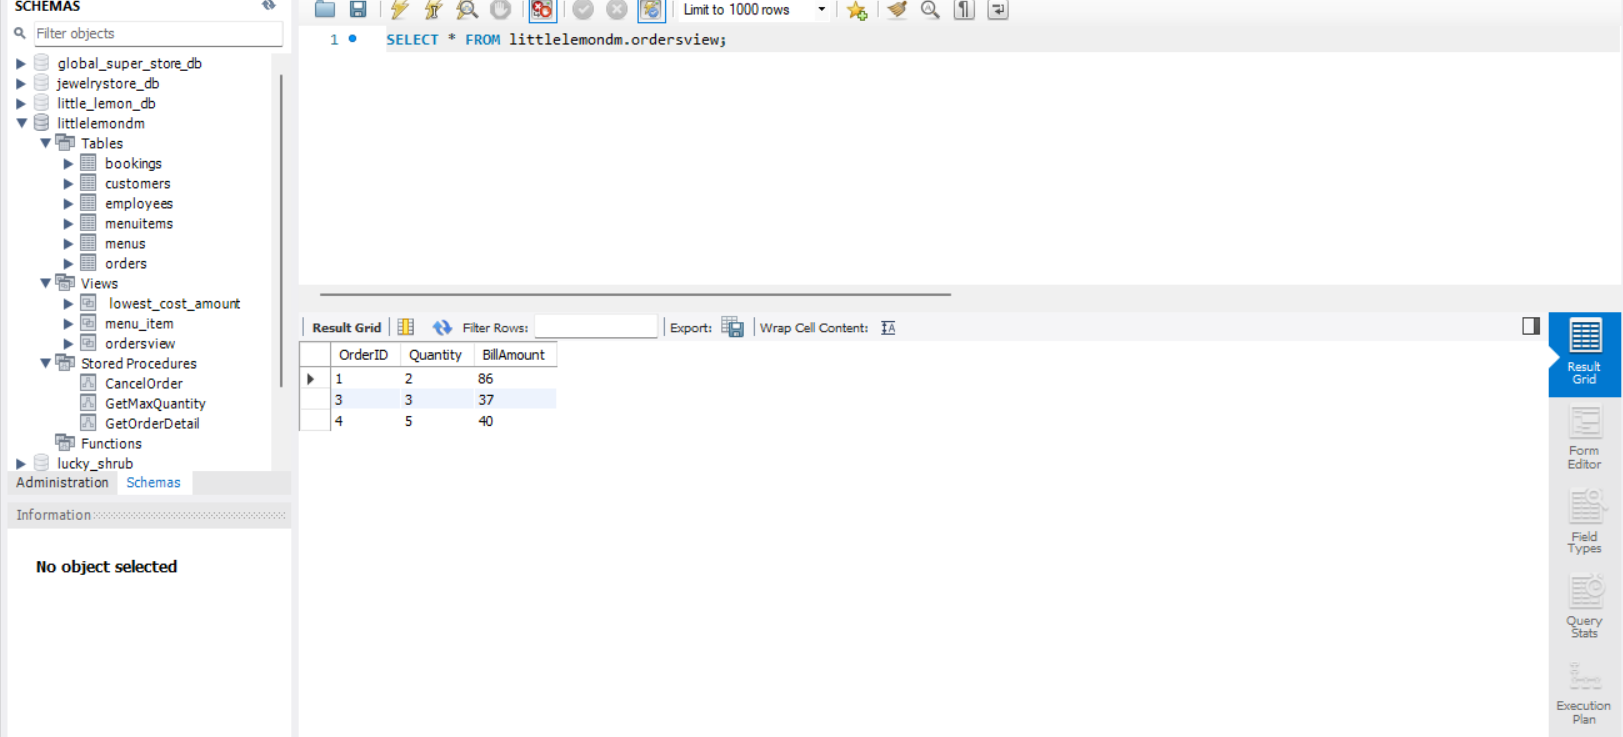 SCHEMAS
Filter objects
global_super_store_db
jewelrystore_db
little_lemon_db
littlelemondm
Tables
bookings
customers
employees
menuitems
menus
orders
Views
lowest_cost_amount
menu_item
ordersview
Stored Procedures
CancelOrder
GetMaxQuantity
GetOrderDetail
Functions
lucky_shrub
Administration Schemas
Information
No object selected
Limit to 1000 rows
1 SELECT * FROM littlelemondm.ordersview;
Result Grid Filter Rows: Export: Wrap Cell Content:
OrderID Quantity BillAmount
1 2 86
3 3 37
4 5 40
Result
Grid
Form
Editor
Field
Types
Query
Stats
Execution
Plan